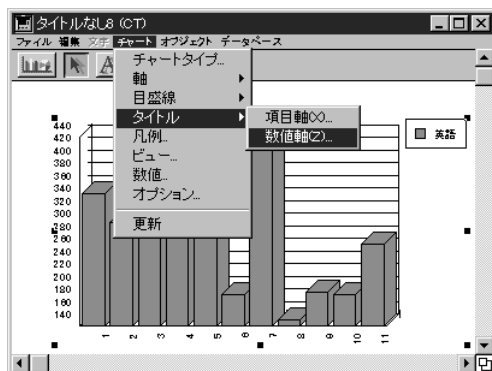 タイトルなし8 (CT)
ファイル 編集 文字 チャート オブジェクト データベース
チャートタイプ...
軸
目盛線
タイトル
凡例...
ビュー...
数値...
オプション...
更新
項目軸(X)...
数値軸(Z)...
A
英語
440
420
400
380
360
340
320
300
280
260
240
220
200
180
160
140
1 2 3 4 5 6 7 8 9 10 11